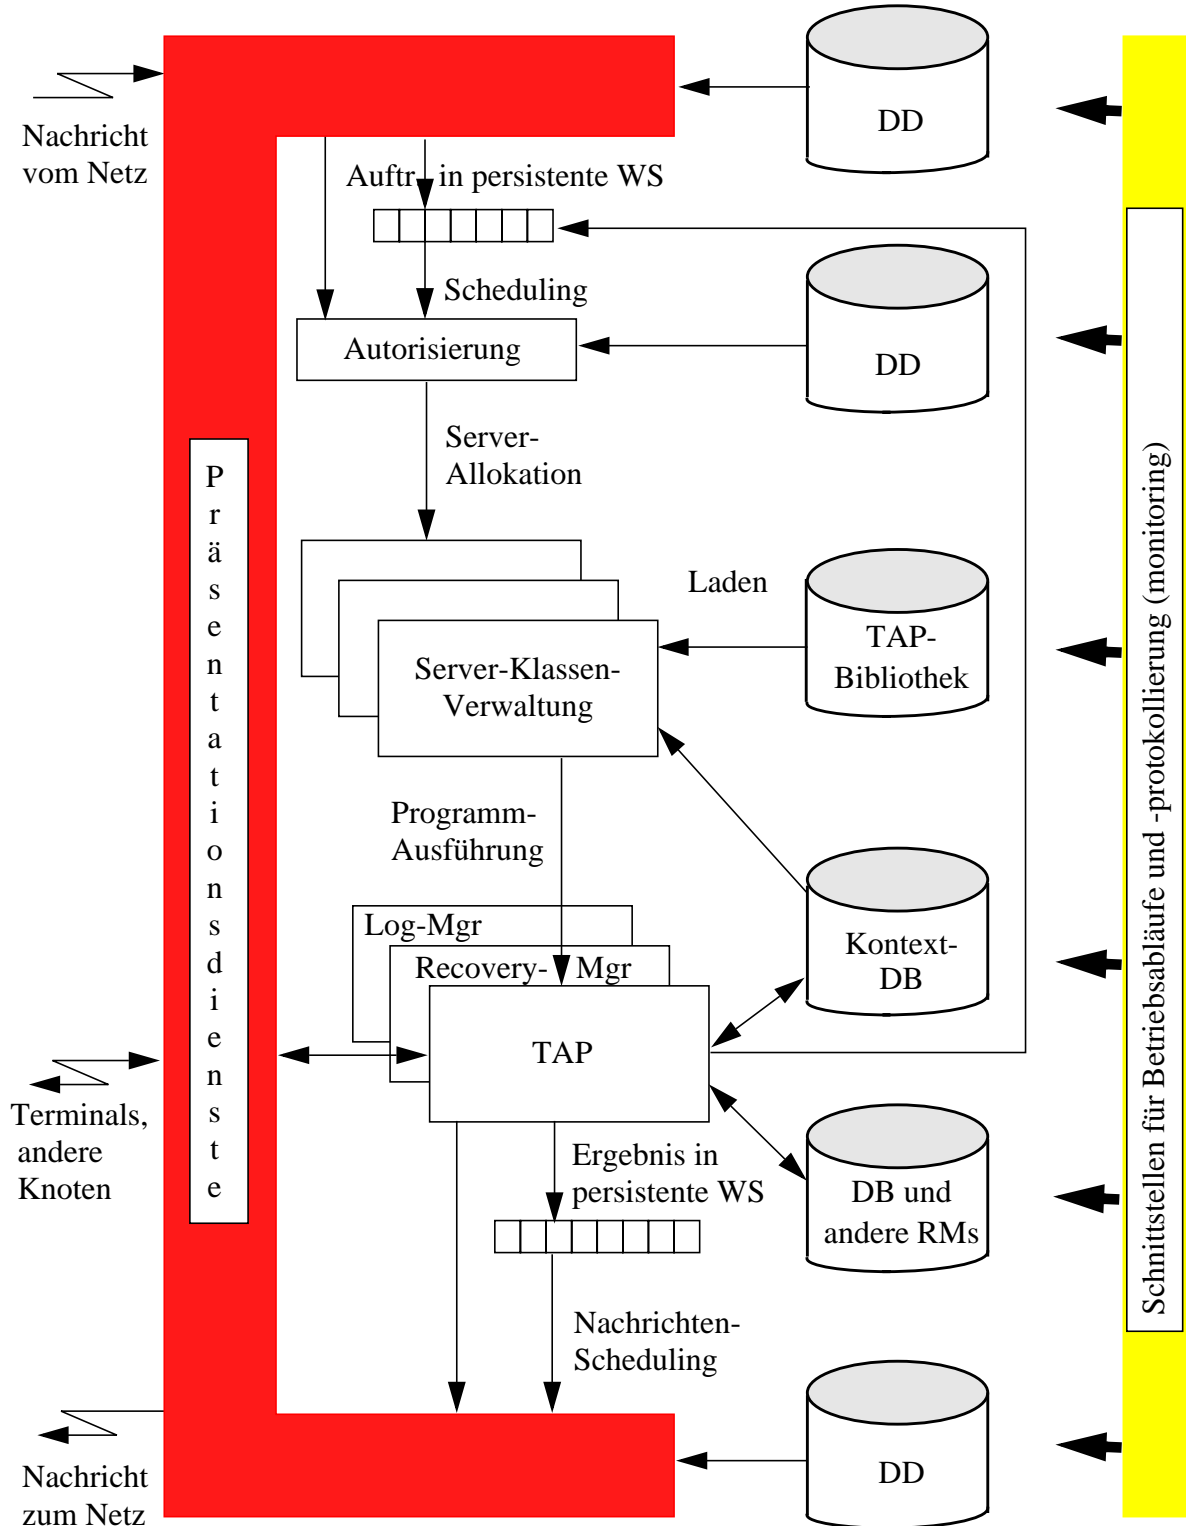 DD
Nachricht
vom Netz
Auftr. in persistente WS
Scheduling
Autorisierung
DD
Server-
Allokation
Präsentationsdienste
Laden
TAP-
Bibliothek
Server-Klassen-
Verwaltung
Programm-
Ausführung
Log-Mgr
Recovery- Mgr
Kontext-
DB
TAP
Terminals,
andere
Knoten
Ergebnis in
persistente WS
DB und
andere RMs
Nachrichten-
Scheduling
DD
Nachricht
zum Netz
Schnittstellen für Betriebsabläufe und -protokollierung (monitoring)